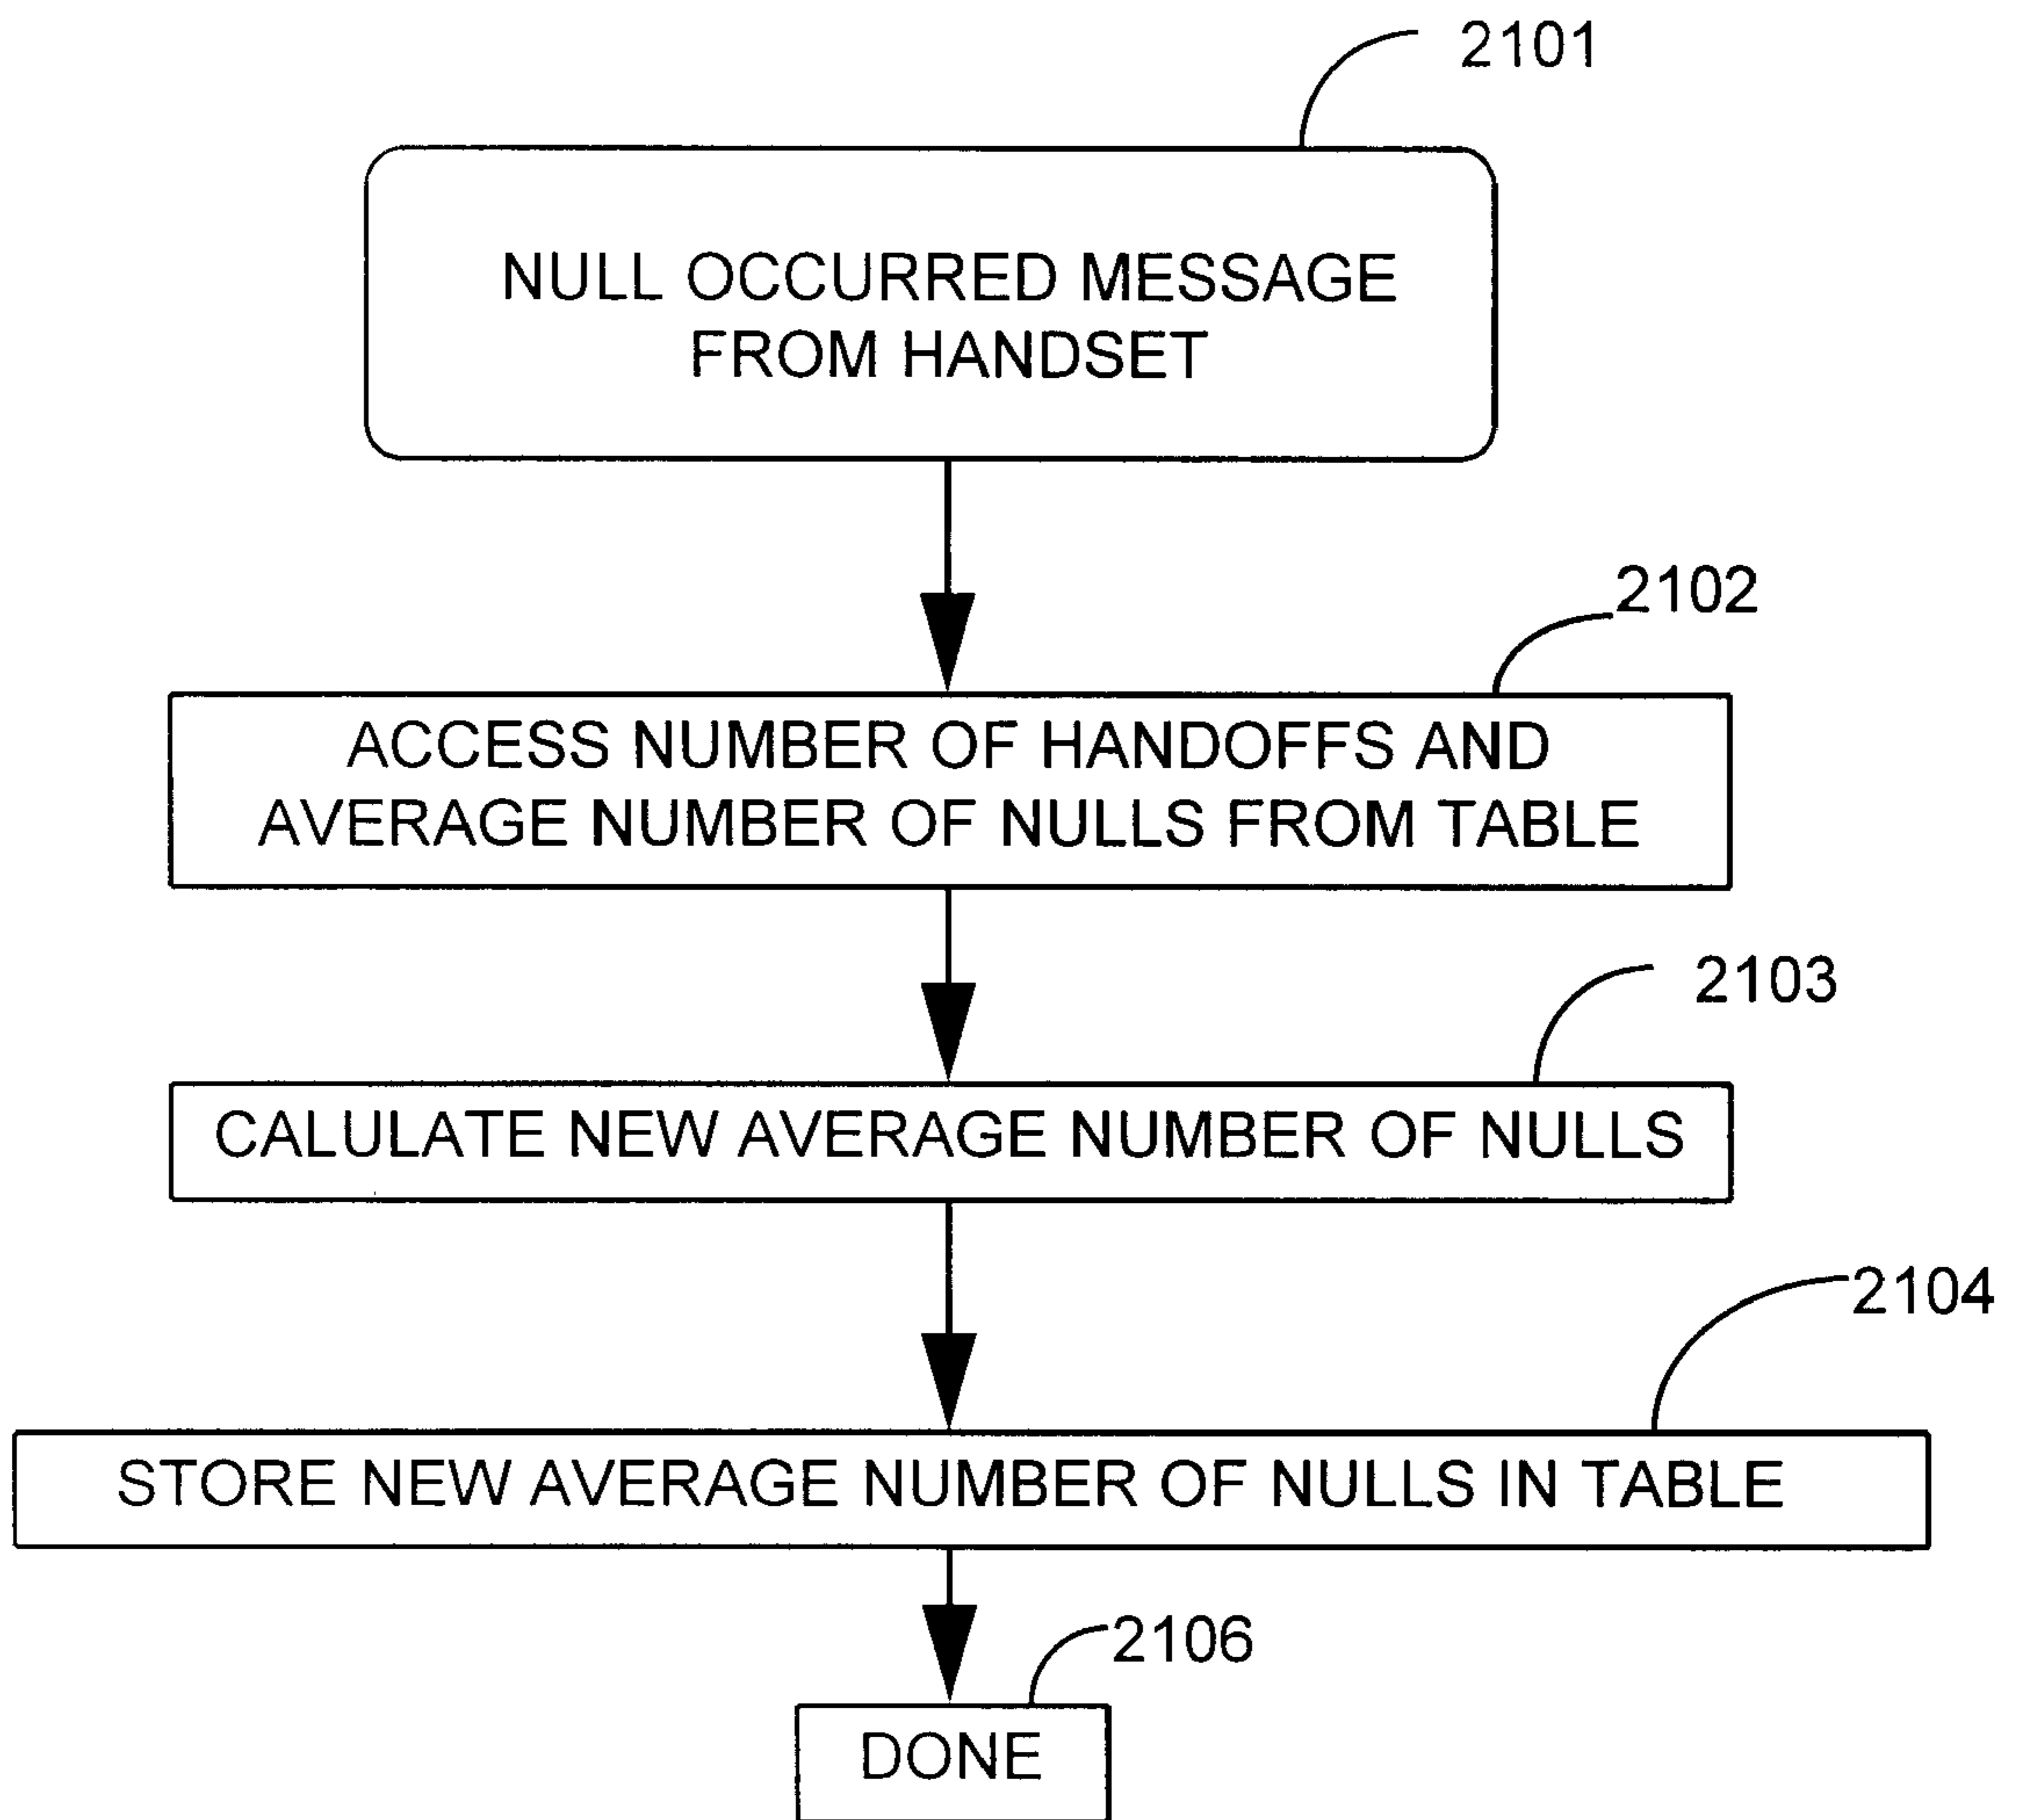 2101
NULL OCCURRED MESSAGE
FROM HANDSET
2102
ACCESS NUMBER OF HANDOFFS AND
AVERAGE NUMBER OF NULLS FROM TABLE
2103
CALULATE NEW AVERAGE NUMBER OF NULLS
2104
STORE NEW AVERAGE NUMBER OF NULLS IN TABLE
2106
DONE